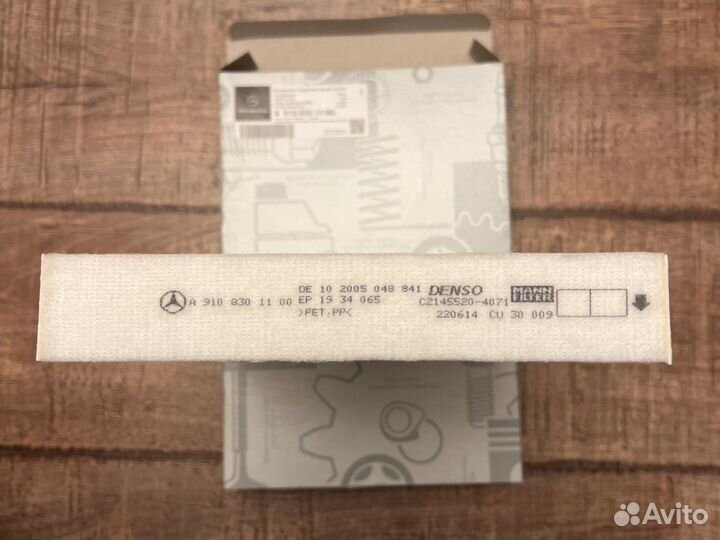 A 910 830 11 00
DE 10 2005 048 841
EP 19 34 065
>PET,PP<
DENSO
CZ145520-4071
220614 CU 30 009
MANN
FILTER
Avito